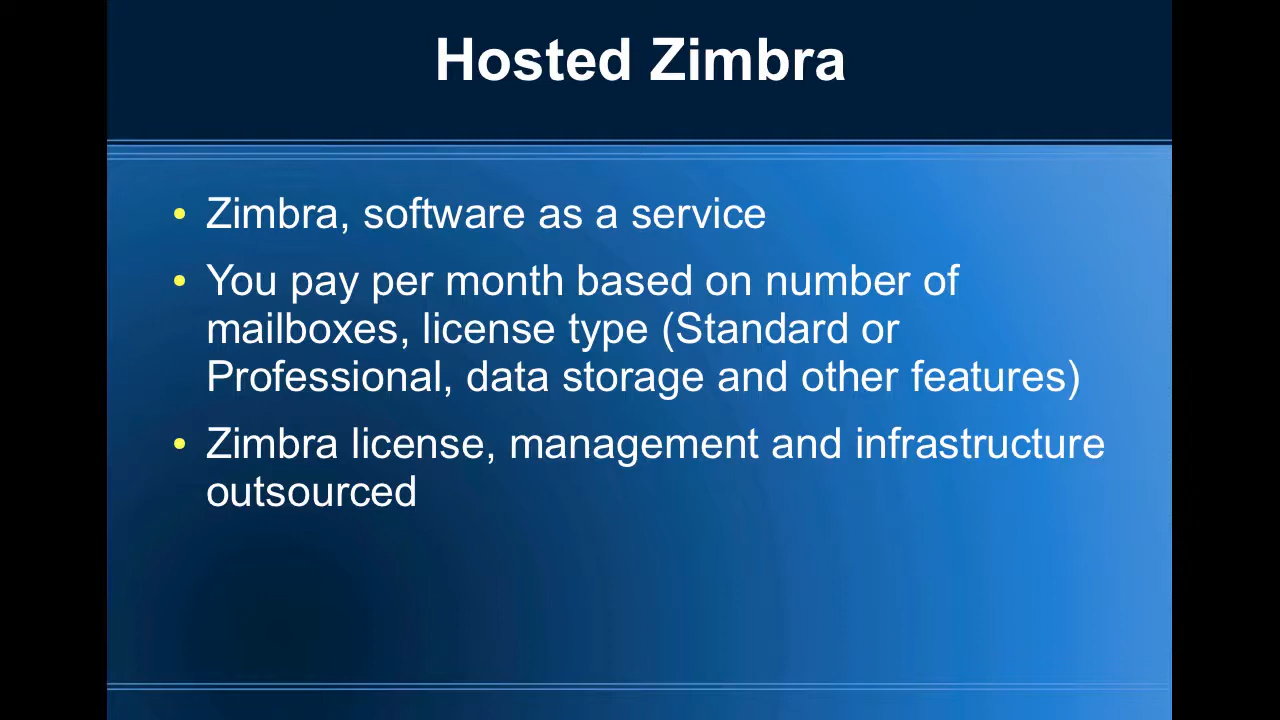 Hosted Zimbra
• Zimbra, software as a service
• You pay per month based on number of
mailboxes, license type (Standard or
Professional, data storage and other features)
• Zimbra license, management and infrastructure
outsourced